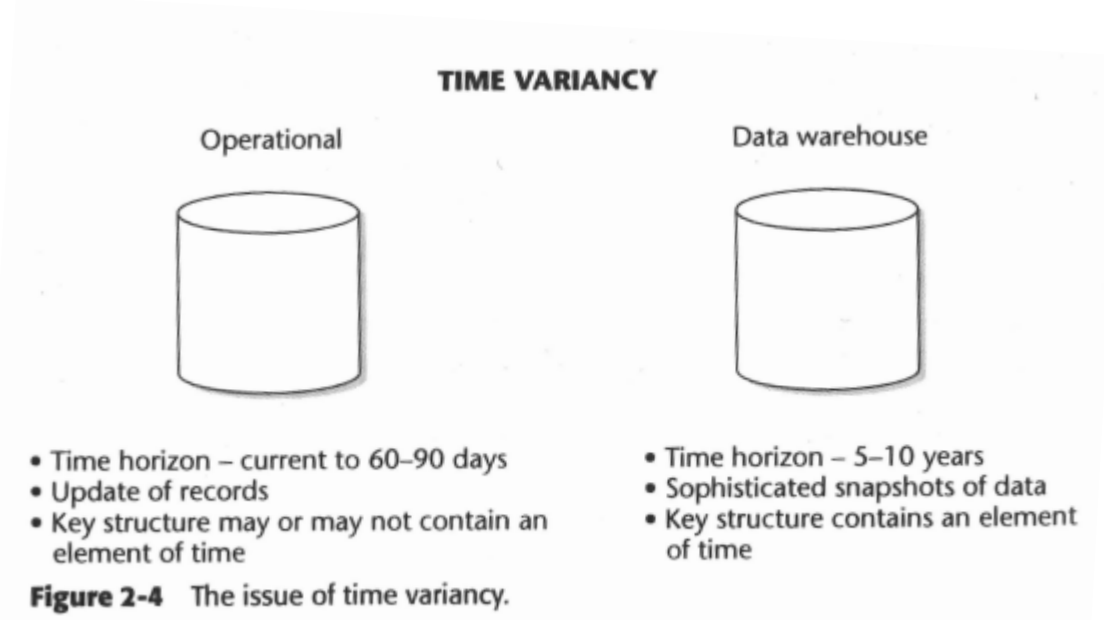 TIME VARIANCY
Operational
• Time horizon – current to 60–90 days
• Update of records
• Key structure may or may not contain an
element of time
Data warehouse
• Time horizon – 5–10 years
• Sophisticated snapshots of data
• Key structure contains an element
of time
Figure 2-4 The issue of time variancy.